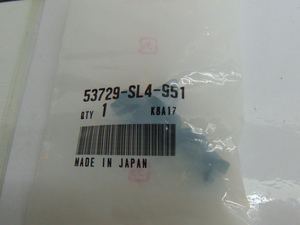 53729-SL4-951
QTY 1 K8A17
MADE IN JAPAN